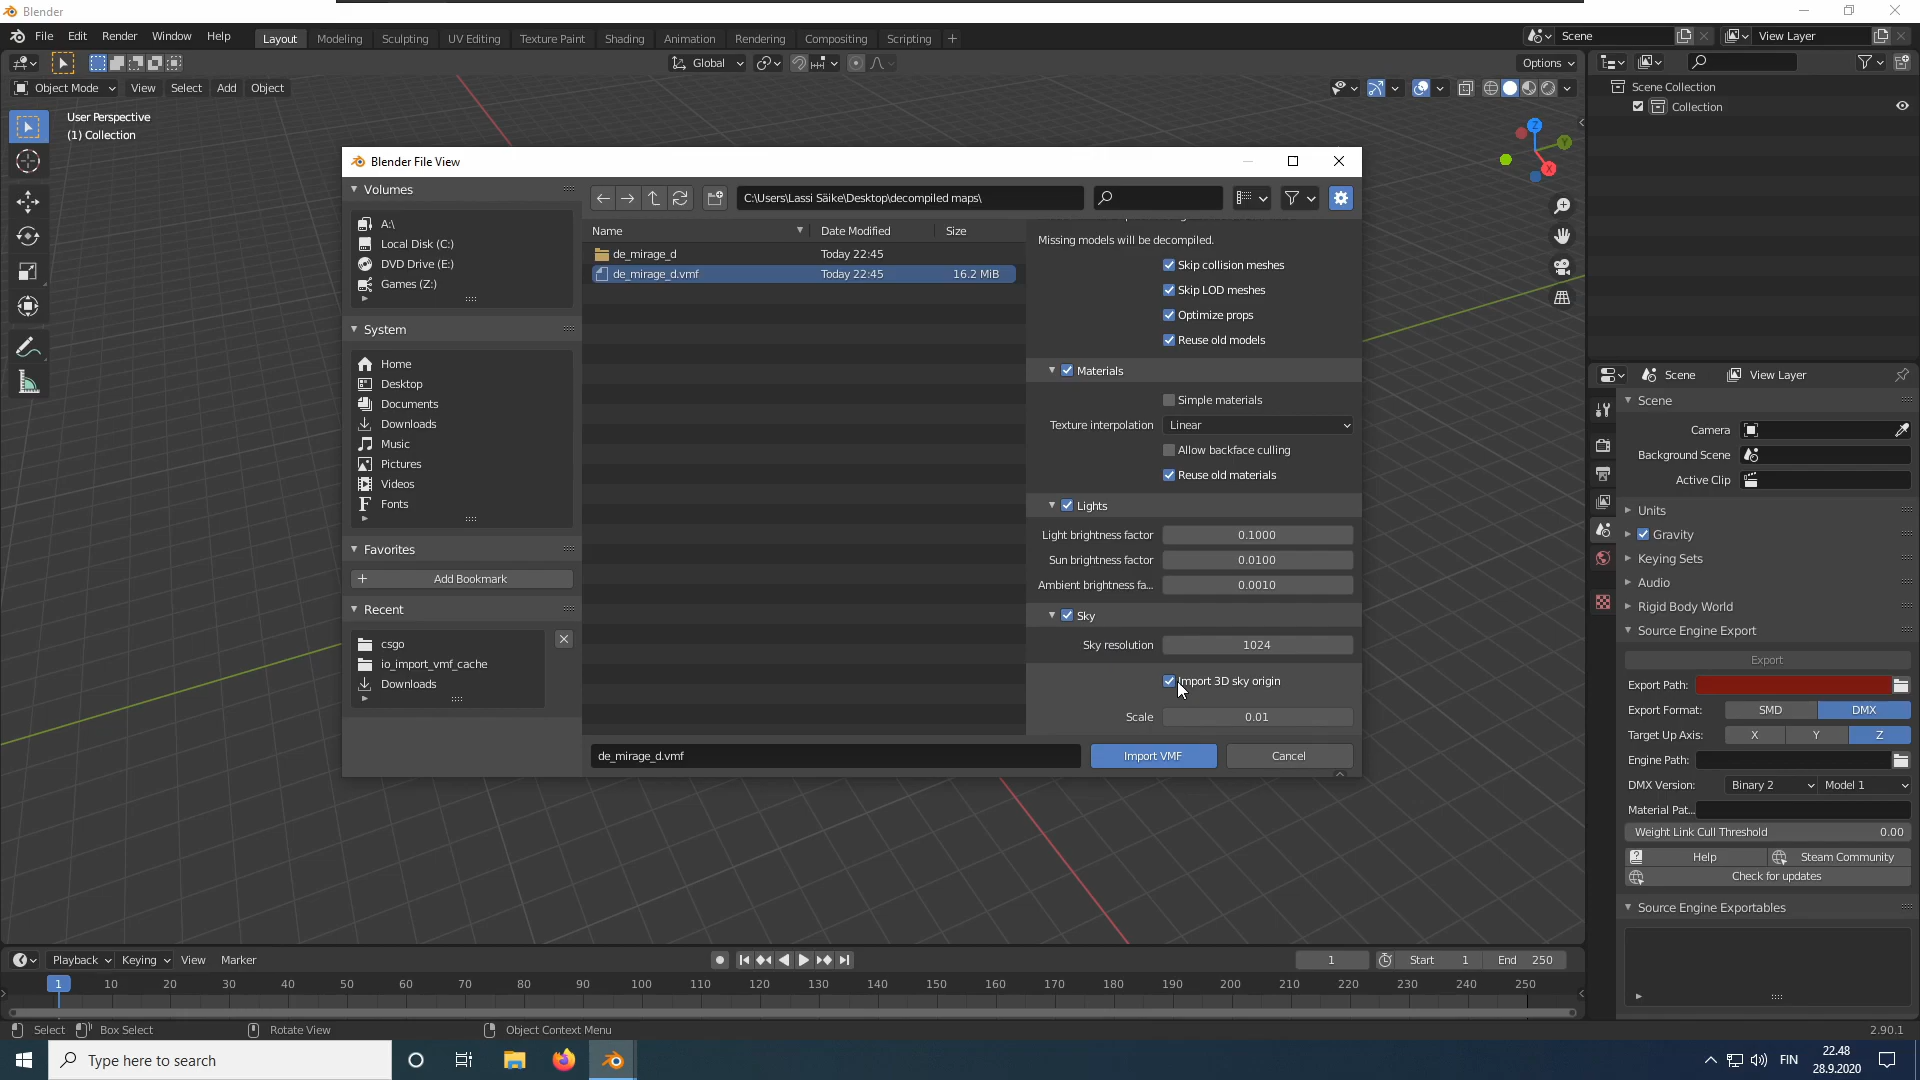 Blender
File Edit Render Window Help
Layout Modeling Sculpting UV Editing Texture Paint Shading Animation Rendering Compositing Scripting +
Scene
View Layer
Global
Options
Object Mode View Select Add Object
User Perspective
(1) Collection
Scene Collection
Collection
Z
Y
X
Blender File View
Volumes
A:\
Local Disk (C:)
DVD Drive (E:)
Games (Z:)
System
Home
Desktop
Documents
Downloads
Music
Pictures
Videos
Fonts
Favorites
Add Bookmark
Recent
csgo
io_import_vmf_cache
Downloads
C:\Users\Lassi Säike\Desktop\decompiled maps\
Name Date Modified Size
de_mirage_d Today 22:45
de_mirage_d.vmf Today 22:45 16.2 MiB
Missing models will be decompiled.
Skip collision meshes
Skip LOD meshes
Optimize props
Reuse old models
Materials
Simple materials
Texture interpolation Linear
Allow backface culling
Reuse old materials
Lights
Light brightness factor 0.1000
Sun brightness factor 0.0100
Ambient brightness fa... 0.0010
Sky
Sky resolution 1024
Import 3D sky origin
Scale 0.01
de_mirage_d.vmf
Import VMF
Cancel
Scene View Layer
Scene
Camera
Background Scene
Active Clip
Units
Gravity
Keying Sets
Audio
Rigid Body World
Source Engine Export
Export
Export Path:
Export Format: SMD DMX
Target Up Axis: X Y Z
Engine Path:
DMX Version: Binary 2 Model 1
Material Pat...
Weight Link Cull Threshold 0.00
Help Steam Community
Check for updates
Source Engine Exportables
Playback Keying View Marker
1 Start 1 End 250
1 10 20 30 40 50 60 70 80 90 100 110 120 130 140 150 160 170 180 190 200 210 220 230 240 250
Select Box Select Rotate View Object Context Menu
2.90.1
Type here to search
FIN
22.48
28.9.2020